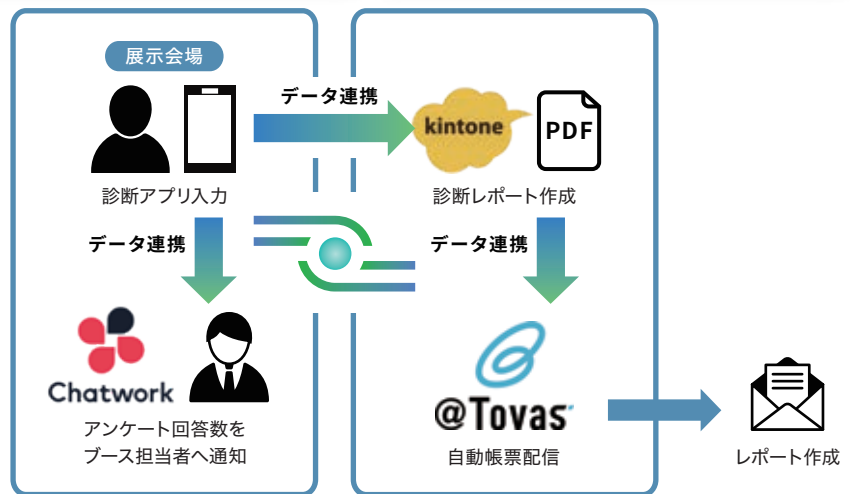 展示会場
診断アプリ入力
データ連携
kintone
PDF
診断レポート作成
データ連携
データ連携
Chatwork
アンケート回答数を
ブース担当者へ通知
@Tovas
自動帳票配信
レポート作成